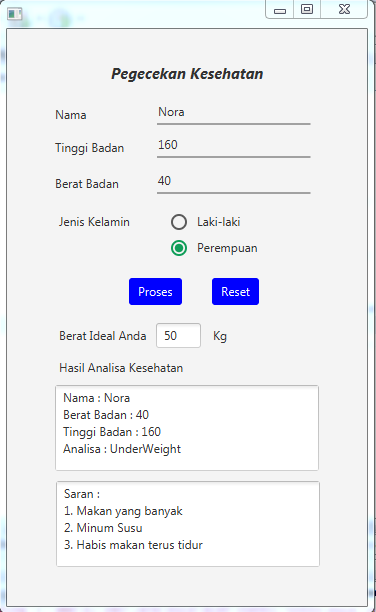 Pegecekan Kesehatan
Nama Nora
Tinggi Badan 160
Berat Badan 40
Jenis Kelamin Laki-laki
Perempuan
Proses Reset
Berat Ideal Anda 50 Kg
Hasil Analisa Kesehatan
Nama : Nora
Berat Badan : 40
Tinggi Badan : 160
Analisa : UnderWeight
Saran :
1. Makan yang banyak
2. Minum Susu
3. Habis makan terus tidur